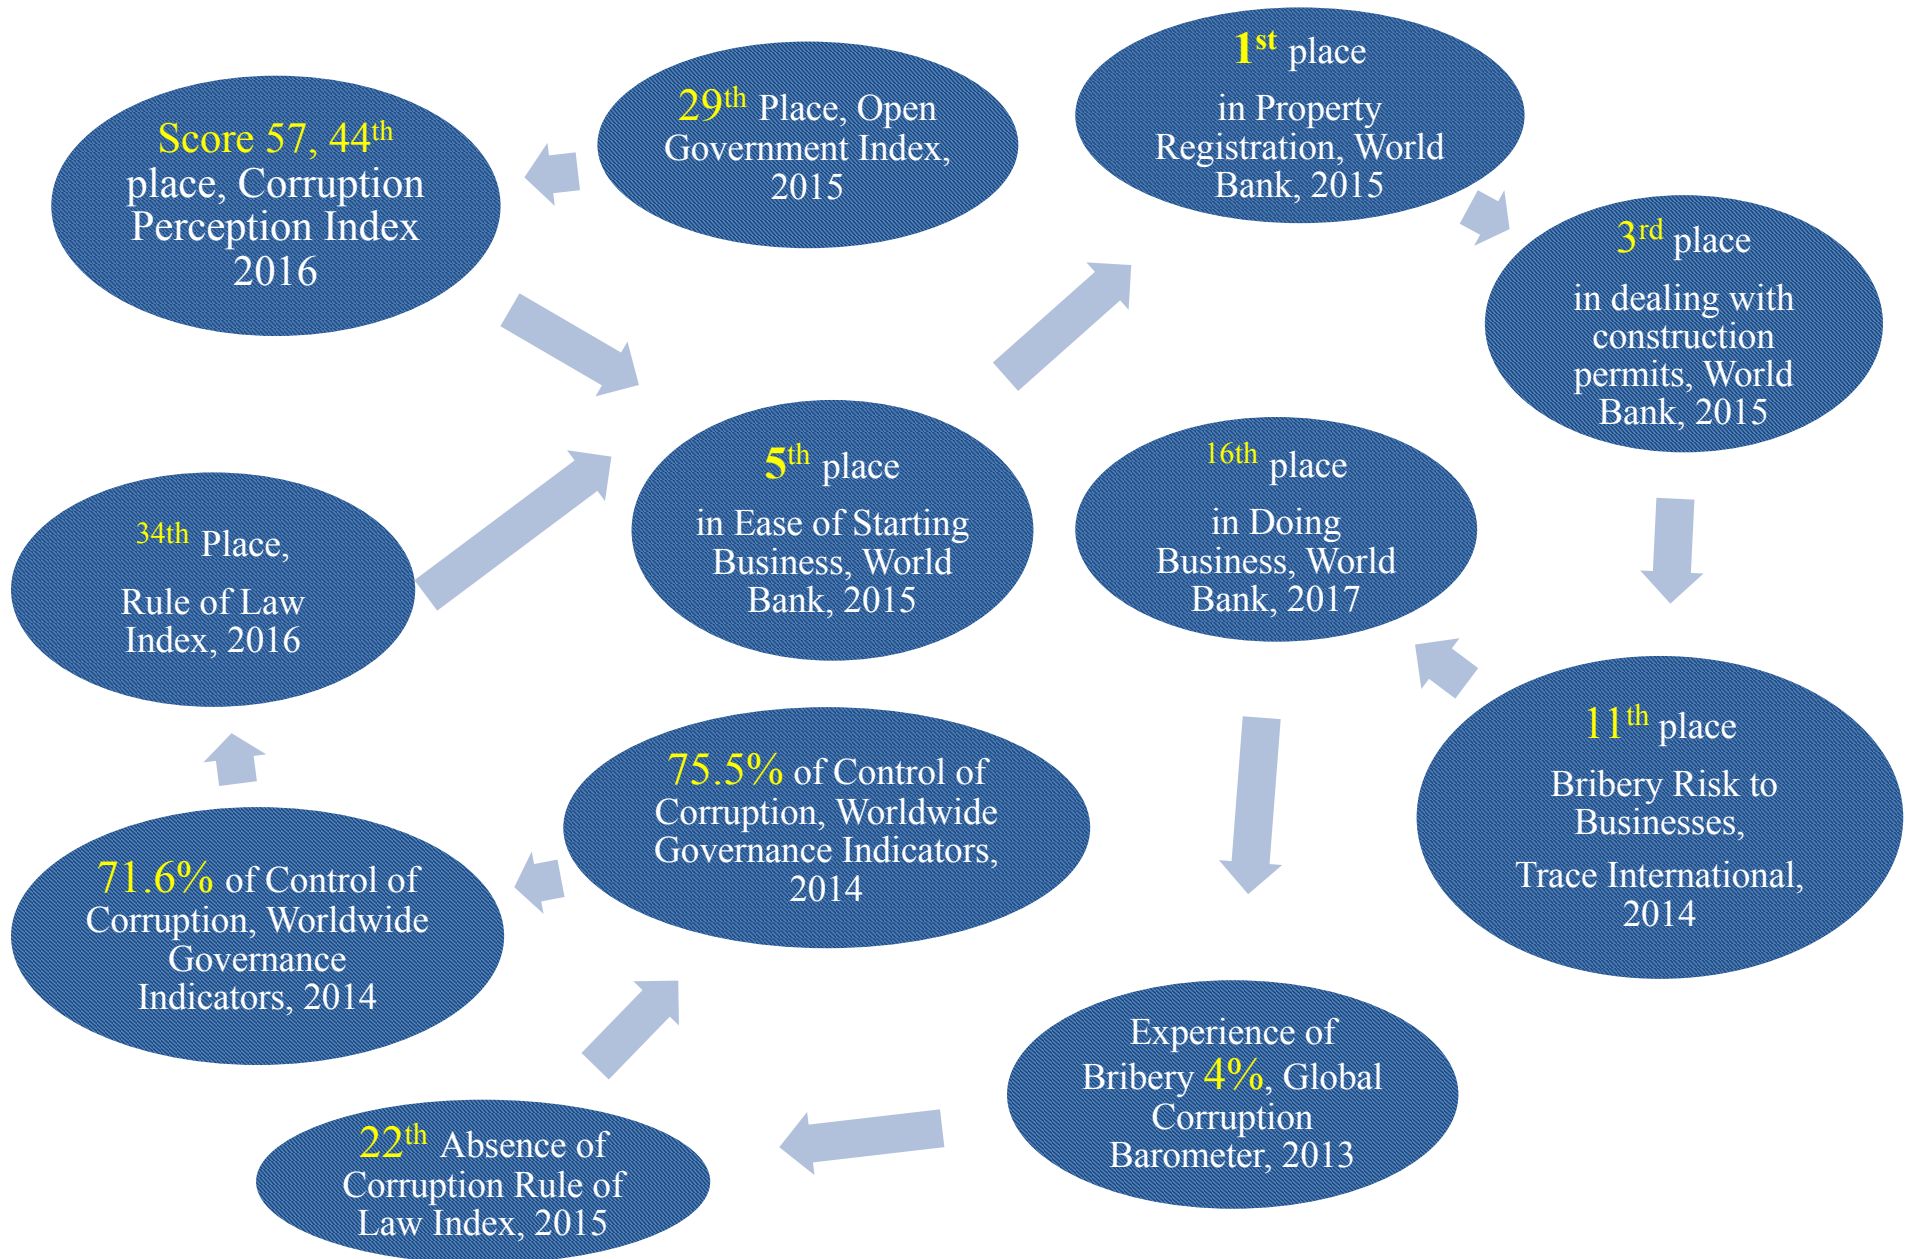 Score 57, 44th
place, Corruption
Perception Index
2016
29th Place, Open
Government Index,
2015
1st place
in Property
Registration, World
Bank, 2015
3rd place
in dealing with
construction
permits, World
Bank, 2015
5th place
in Ease of Starting
Business, World
Bank, 2015
16th place
in Doing
Business, World
Bank, 2017
34th Place,
Rule of Law
Index, 2016
11th place
Bribery Risk to
Businesses,
Trace International,
2014
75.5% of Control of
Corruption, Worldwide
Governance Indicators,
2014
71.6% of Control of
Corruption, Worldwide
Governance
Indicators, 2014
Experience of
Bribery 4%, Global
Corruption
Barometer, 2013
22th Absence of
Corruption Rule of
Law Index, 2015